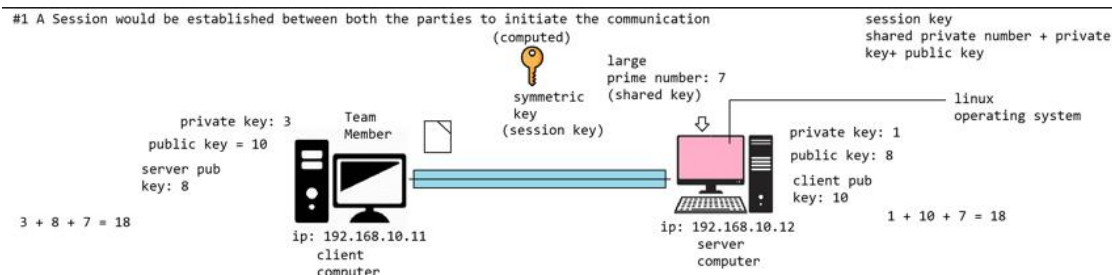 #1 A Session would be established between both the parties to initiate the communication
(computed)
session key
shared private number + private
key+ public key
large
prime number: 7
(shared key)
symmetric
key
(session key)
linux
operating system
private key: 3
public key = 10
server pub
key: 8
Team
Member
private key: 1
public key: 8
client pub
key: 10
3 + 8 + 7 = 18
1 + 10 + 7 = 18
ip: 192.168.10.11
client
computer
ip: 192.168.10.12
server
computer